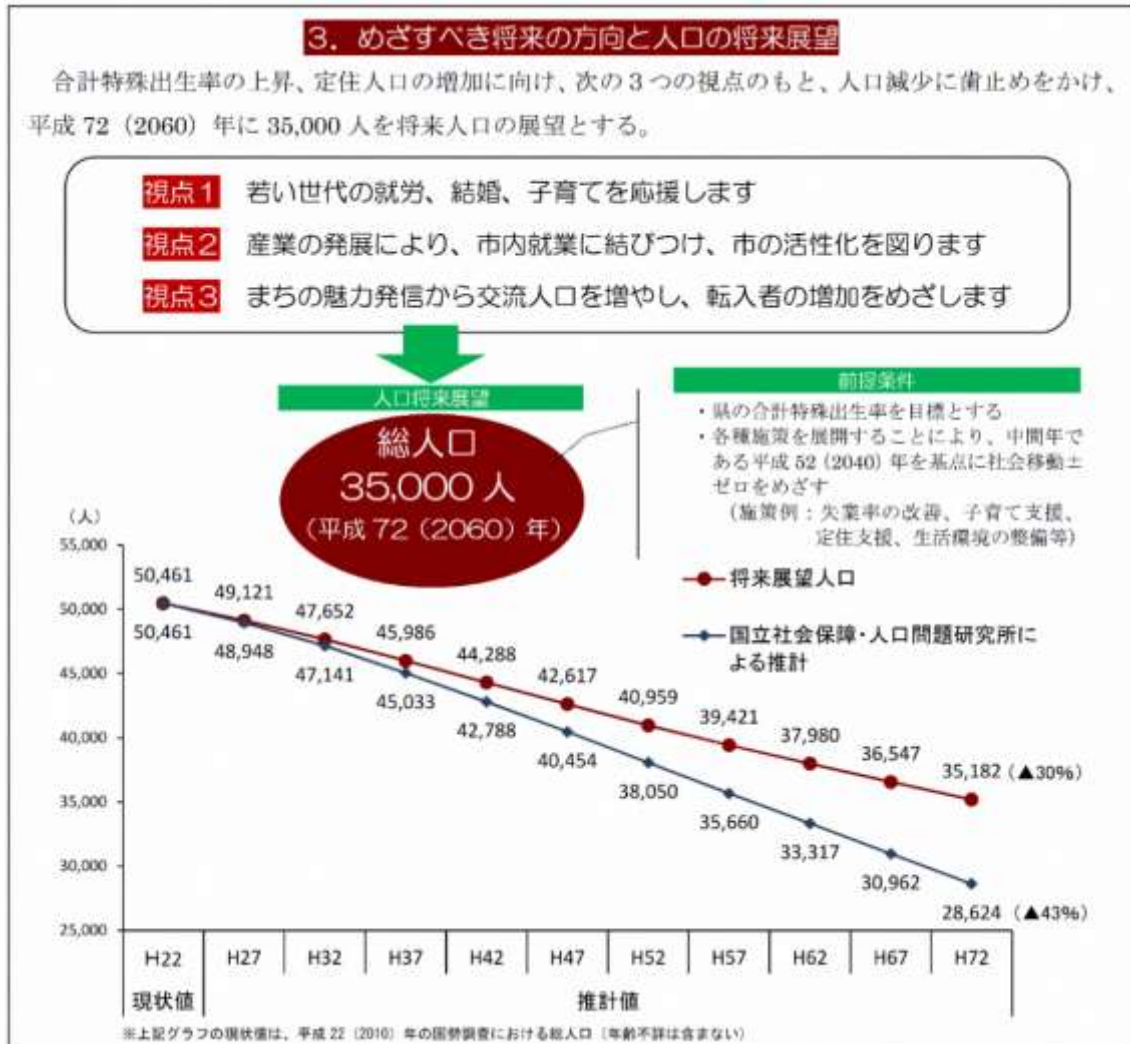 3．めざすべき将来の方向と人口の将来展望
合計特殊出生率の上昇、定住人口の増加に向け、次の３つの視点のもと、人口減少に歯止めをかけ、
平成 72（2060）年に 35,000 人を将来人口の展望とする。
視点１ 若い世代の就労、結婚、子育てを応援します
視点２ 産業の発展により、市内就業に結びつけ、市の活性化を図ります
視点３ まちの魅力発信から交流人口を増やし、転入者の増加をめざします
人口将来展望
総人口
35,000 人
（平成 72（2060）年）
前提条件
・県の合計特殊出生率を目標とする
・各種施策を展開することにより、中間年で
ある平成 52（2040）年を基点に社会移動±
ゼロをめざす
（施策例：失業率の改善、子育て支援、
定住支援、生活環境の整備等）
（人）
将来展望人口
国立社会保障・人口問題研究所に
よる推計
55,000
50,000
45,000
40,000
35,000
30,000
25,000
50,461 49,121 47,652 45,986 44,288 42,617 40,959 39,421 37,980 36,547 35,182（▲30%）
50,461 48,948 47,141 45,033 42,788 40,454 38,050 35,660 33,317 30,962 28,624（▲43%）
H22 H27 H32 H37 H42 H47 H52 H57 H62 H67 H72
現状値 推計値
※上記グラフの現状値は、平成 22（2010）年の国勢調査における総人口（年齢不詳は含まない）